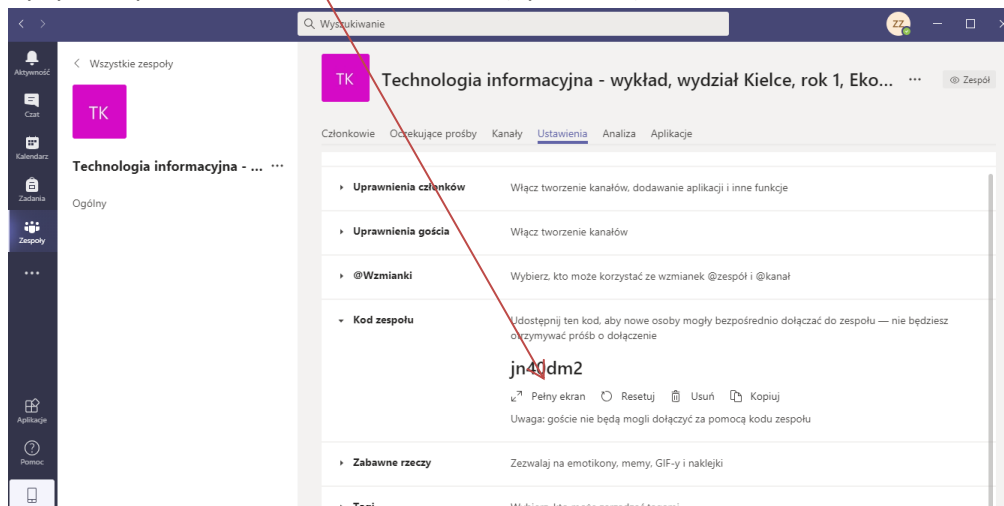 Wyszukiwanie
ZZ
Aktywność
Czat
Kalendarz
Zadania
Zespoły
Aplikacje
Pomoc
Wszystkie zespoły
TK
Technologia informacyjna - ...
Ogólny
TK
Technologia informacyjna - wykład, wydział Kielce, rok 1, Eko...
Zespół
Członkowie Oczekujące prośby Kanały Ustawienia Analiza Aplikacje
Uprawnienia członków Włącz tworzenie kanałów, dodawanie aplikacji i inne funkcje
Uprawnienia gościa Włącz tworzenie kanałów
@Wzmianki Wybierz, kto może korzystać ze wzmianek @zespół i @kanał
Kod zespołu Udostępnij ten kod, aby nowe osoby mogły bezpośrednio dołączać do zespołu — nie będziesz
otrzymywać próśb o dołączenie
jn40dm2
Pełny ekran Resetuj Usuń Kopiuj
Uwaga: goście nie będą mogli dołączyć za pomocą kodu zespołu
Zabawne rzeczy Zezwalaj na emotikony, memy, GIF-y i naklejki